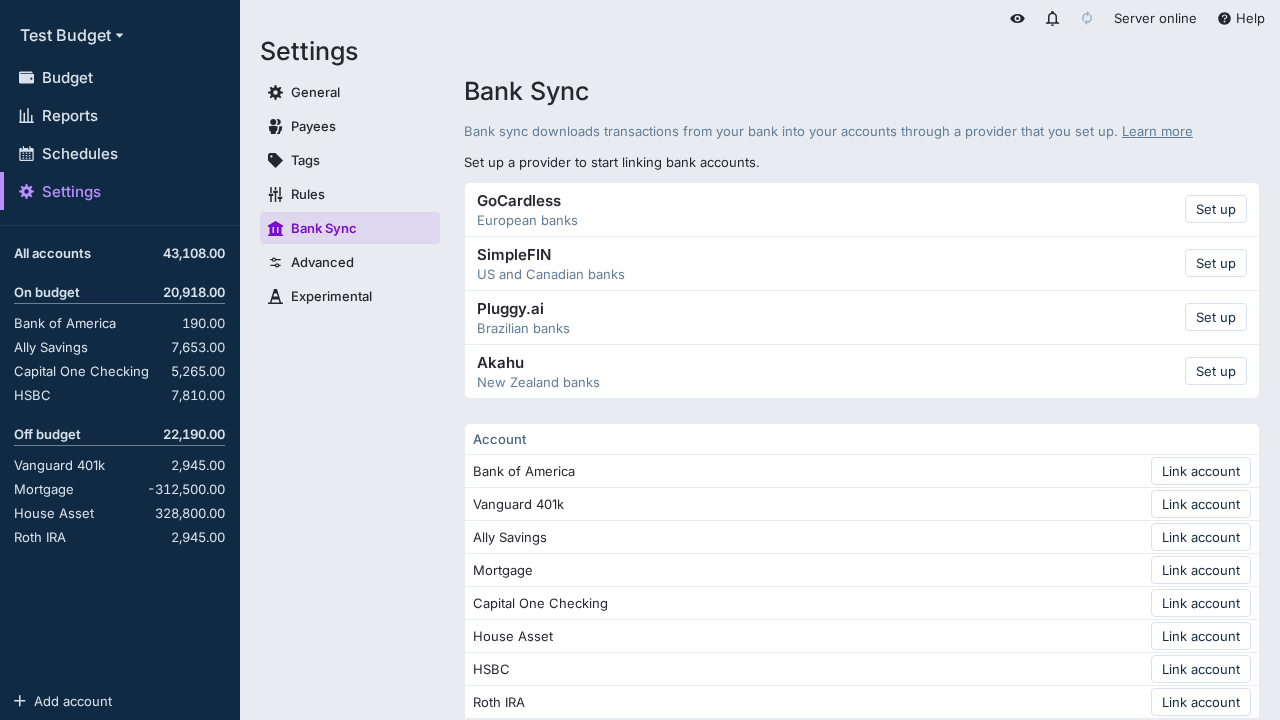 Test Budget
Budget
Reports
Schedules
Settings
All accounts 43,108.00
On budget 20,918.00
Bank of America 190.00
Ally Savings 7,653.00
Capital One Checking 5,265.00
HSBC 7,810.00
Off budget 22,190.00
Vanguard 401k 2,945.00
Mortgage -312,500.00
House Asset 328,800.00
Roth IRA 2,945.00
Add account
Server online Help
Settings
General
Payees
Tags
Rules
Bank Sync
Advanced
Experimental
Bank Sync
Bank sync downloads transactions from your bank into your accounts through a provider that you set up. Learn more
Set up a provider to start linking bank accounts.
GoCardless
European banks
Set up
SimpleFIN
US and Canadian banks
Set up
Pluggy.ai
Brazilian banks
Set up
Akahu
New Zealand banks
Set up
Account
Bank of America Link account
Vanguard 401k Link account
Ally Savings Link account
Mortgage Link account
Capital One Checking Link account
House Asset Link account
HSBC Link account
Roth IRA Link account